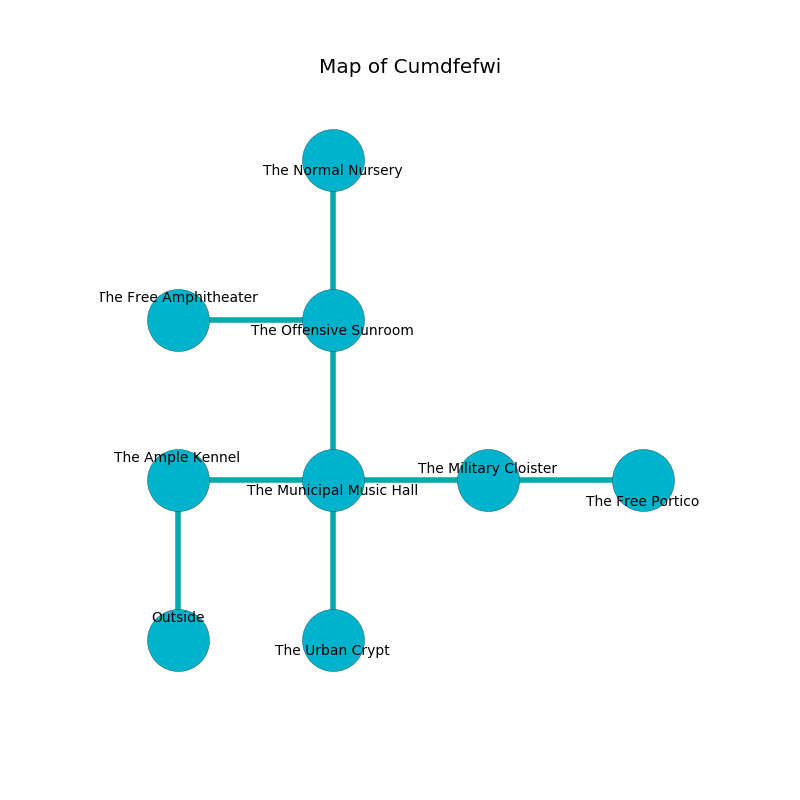 Map of Cumdfefwi
The Normal Nursery
The Free Amphitheater
The Offensive Sunroom
The Ample Kennel
The Military Cloister
The Municipal Music Hall
The Free Portico
Outside
The Urban Crypt